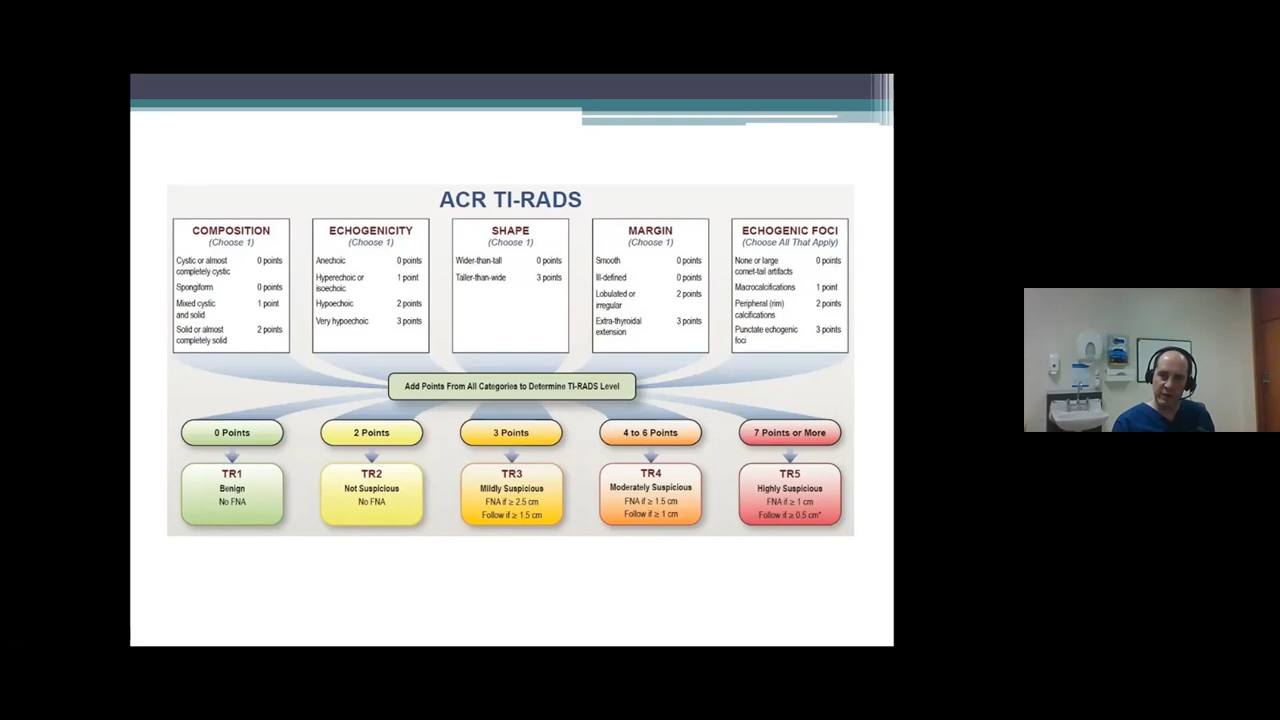 ACR TI-RADS
COMPOSITION
(Choose 1)
Cystic or almost
completely cystic
0 points
Spongiform
0 points
Mixed cystic
and solid
1 point
Solid or almost
completely solid
2 points
ECHOGENICITY
(Choose 1)
Anechoic
0 points
Hyperechoic or
isoechoic
1 point
Hypoechoic
2 points
Very hypoechoic
3 points
SHAPE
(Choose 1)
Wider-than-tall
0 points
Taller-than-wide
3 points
MARGIN
(Choose 1)
Smooth
0 points
Ill-defined
0 points
Lobulated or
irregular
2 points
Extra-thyroidal
extension
3 points
ECHOGENIC FOCI
(Choose All That Apply)
None or large
comet-tail artifacts
0 points
Macrocalcifications
1 point
Peripheral (rim)
calcifications
2 points
Punctate echogenic
foci
3 points
Add Points From All Categories to Determine TI-RADS Level
0 Points
2 Points
3 Points
4 to 6 Points
7 Points or More
TR1
Benign
No FNA
TR2
Not Suspicious
No FNA
TR3
Mildly Suspicious
FNA if ≥ 2.5 cm
Follow if ≥ 1.5 cm
TR4
Moderately Suspicious
FNA if ≥ 1.5 cm
Follow if ≥ 1 cm
TR5
Highly Suspicious
FNA if ≥ 1 cm
Follow if ≥ 0.5 cm*